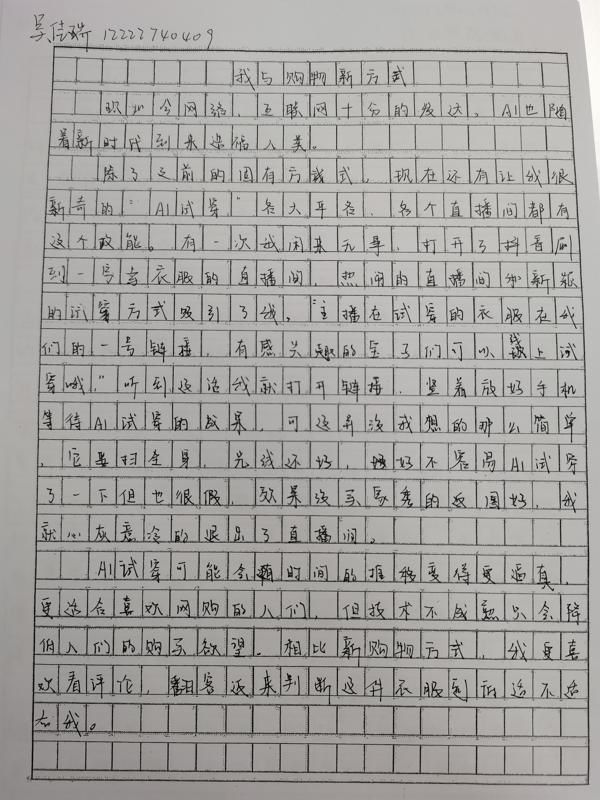 吴佳瑞 12222740409
我与购物新方式
现如今网络，互联网十分的发达，AI也随
着新时代到来造福人类。
除了之前的固有方式，现在还有让我很
新奇的"AI试穿"各大平台，各个直播间都有
这个功能。有一次我闲来无事，打开了抖音刷
到一号卖衣服的直播间，热闹的直播间和新颖
的试穿方式吸引了我，"主播在试穿的衣服在我
们的一号链接，有感兴趣的宝子们可以线上试
穿哦，"听到这话我就打开链接，竖着放好手机
等待AI试穿的成果，可这并没我想的那么简单
，它要扫全身，光线还好，好不容易AI试穿
了一下但也很假，效果没买家秀的返图好，我
就心灰意冷的退出了直播间。
AI试穿可能会随时间的推移变得更逼真，
更适合喜欢网购的人们，但技术不成熟只会降
低人们的购买欲望。相比新购物方式，我更喜
欢看评论，翻客返来判断这件衣服到底适不适
合我。